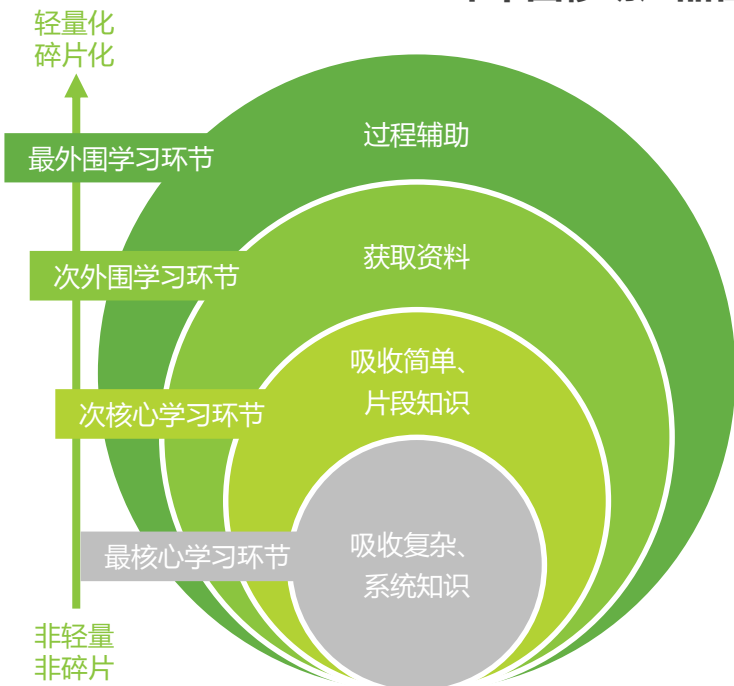 轻量化
碎片化
过程辅助
最外围学习环节
获取资料
次外围学习环节
吸收简单、
片段知识
次核心学习环节
吸收复杂、
系统知识
最核心学习环节
非轻量
非碎片